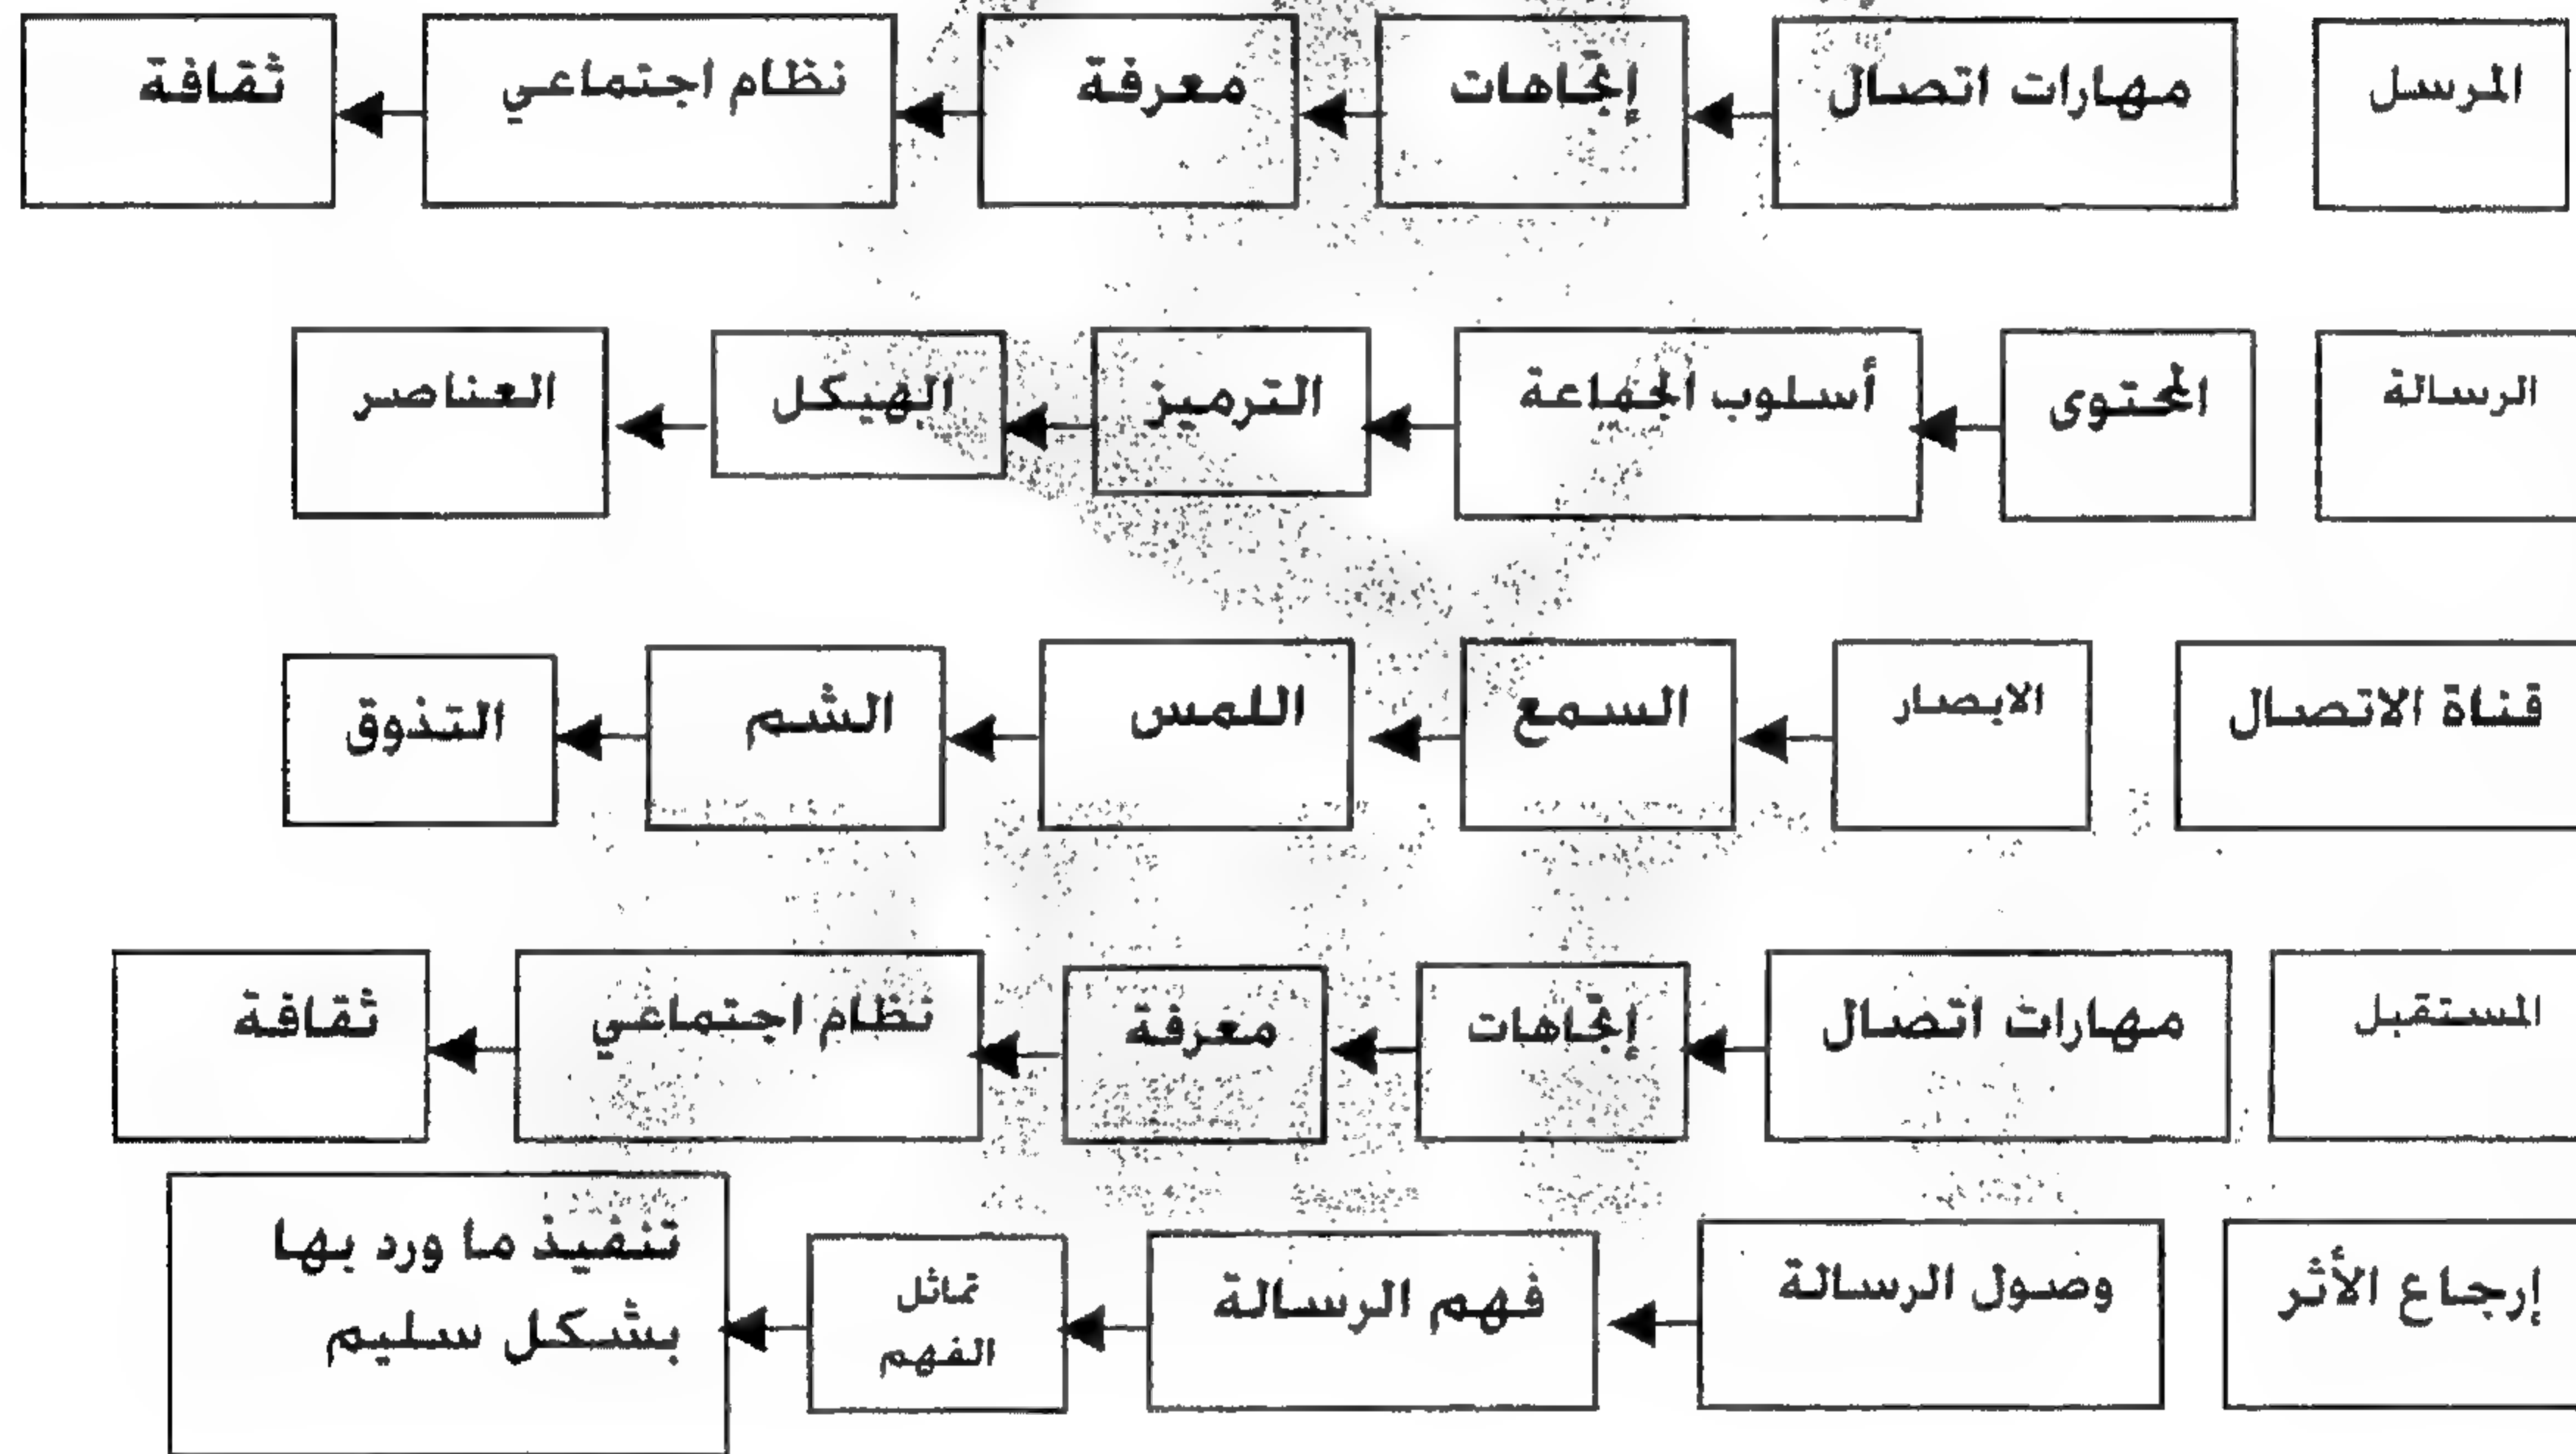 المرسل مهارات اتصال إتجاهات معرفة نظام اجتماعي ثقافة
الرسالة المحتوى أسلوب الجماعة الترميز الهيكل العناصر
قناة الاتصال الابصار السمع اللمس الشم التذوق
المستقبل مهارات اتصال إتجاهات معرفة نظام اجتماعي ثقافة
إرجاع الأثر وصول الرسالة فهم الرسالة تماثل الفهم تنفيذ ما ورد بها بشكل سليم